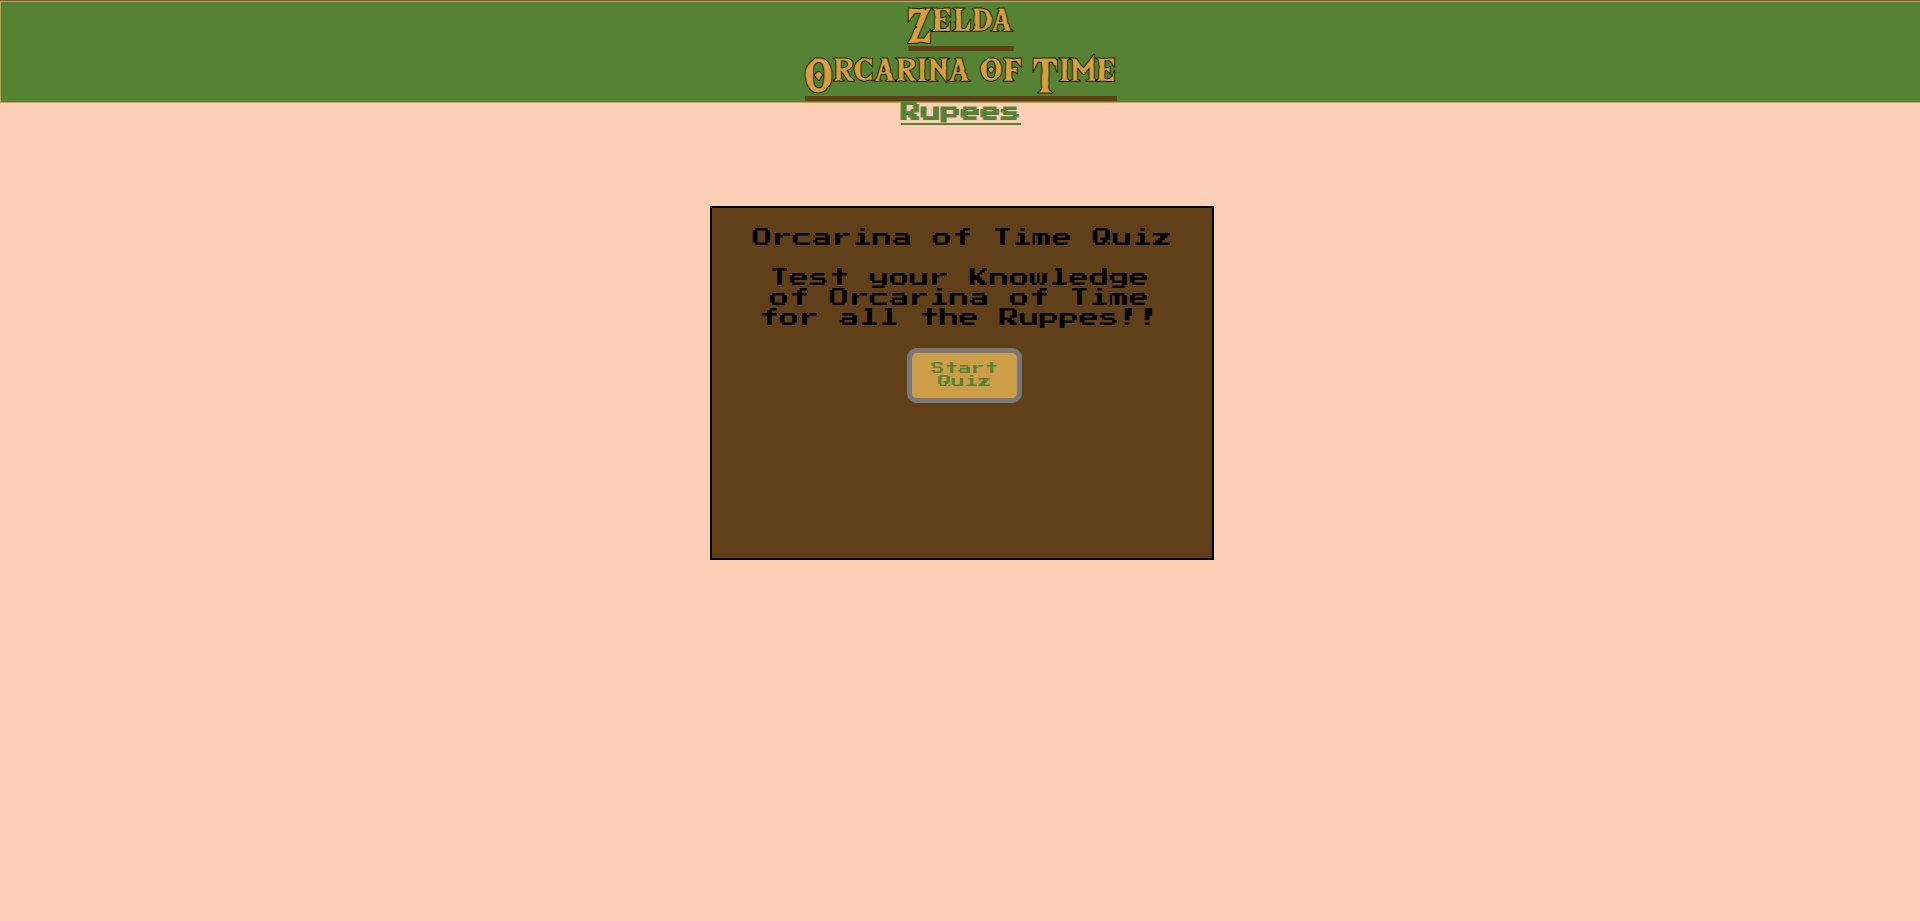 Zelda
Orcarina of Time
Rupees
Orcarina of Time Quiz
Test your Knowledge
of Orcarina of Time
for all the Ruppes!!
Start
Quiz